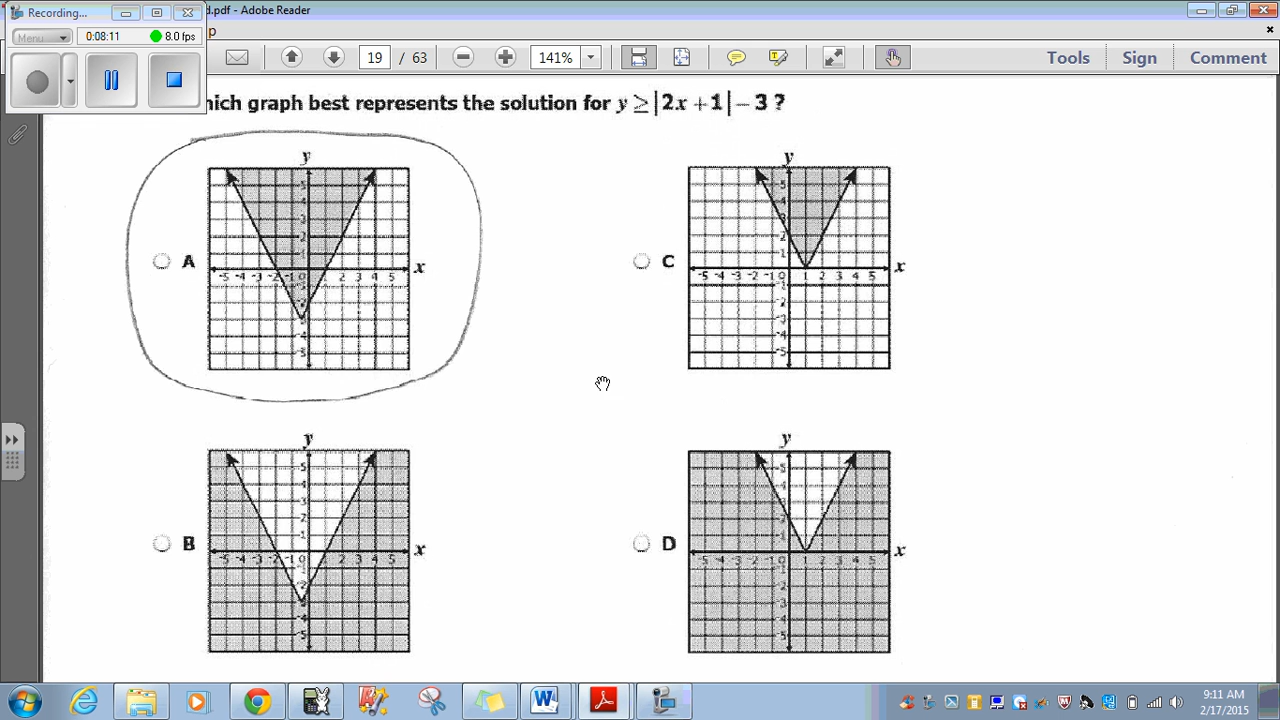 Recording...
d.pdf - Adobe Reader
Menu
0:08:11
8.0 fps
p
19 / 63
141%
Tools
Sign
Comment
hich graph best represents the solution for y ≥ |2x + 1| − 3 ?
y
A
x
y
C
x
y
B
x
y
D
x
9:11 AM
2/17/2015